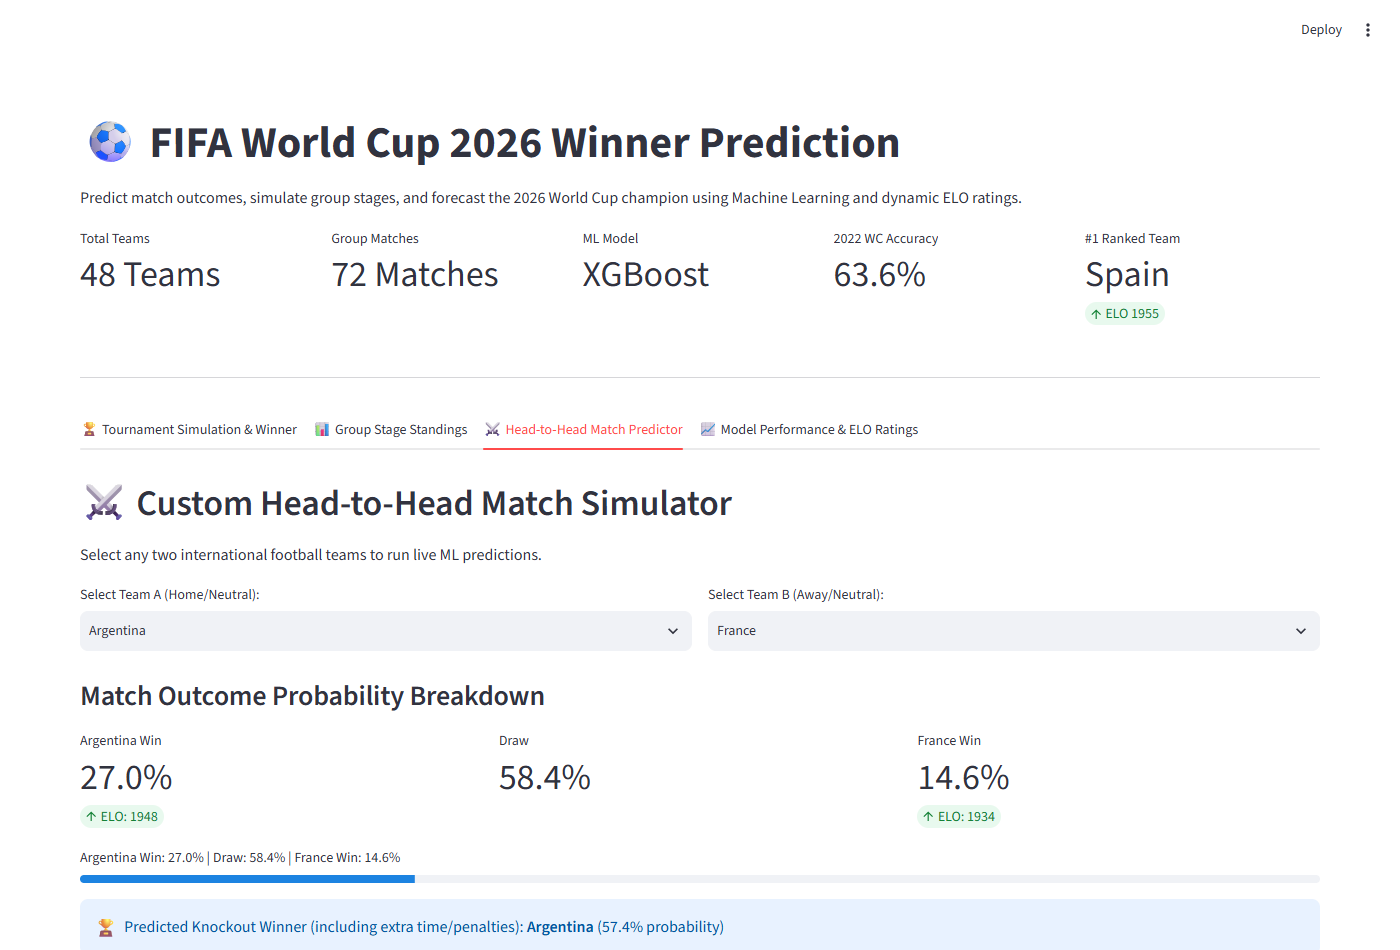 Deploy
FIFA World Cup 2026 Winner Prediction
Predict match outcomes, simulate group stages, and forecast the 2026 World Cup champion using Machine Learning and dynamic ELO ratings.
Total Teams
48 Teams
Group Matches
72 Matches
ML Model
XGBoost
2022 WC Accuracy
63.6%
#1 Ranked Team
Spain
↑ ELO 1955
Tournament Simulation & Winner
Group Stage Standings
Head-to-Head Match Predictor
Model Performance & ELO Ratings
Custom Head-to-Head Match Simulator
Select any two international football teams to run live ML predictions.
Select Team A (Home/Neutral):
Argentina
Select Team B (Away/Neutral):
France
Match Outcome Probability Breakdown
Argentina Win
27.0%
↑ ELO: 1948
Draw
58.4%
France Win
14.6%
↑ ELO: 1934
Argentina Win: 27.0% | Draw: 58.4% | France Win: 14.6%
Predicted Knockout Winner (including extra time/penalties): Argentina (57.4% probability)